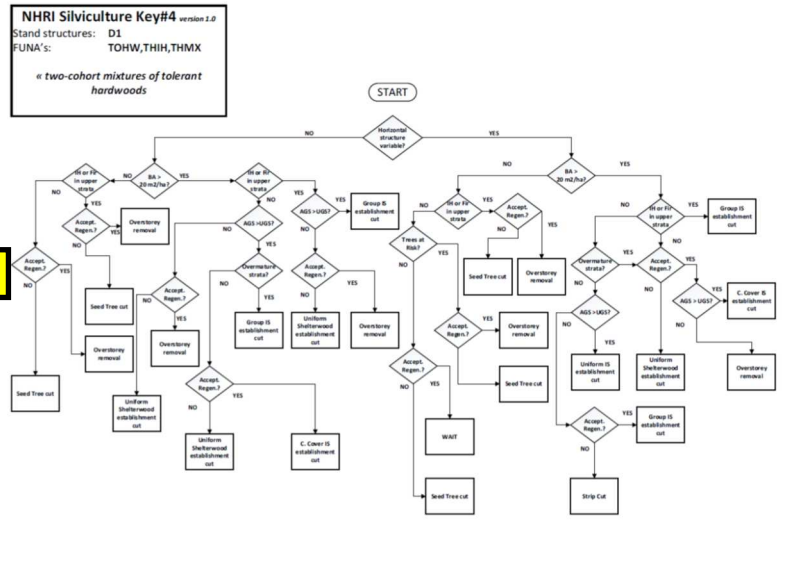 NHRI Silviculture Key#4 version 1.0
Stand structures: D1
FUNA's: TOHW,THIH,THMX
« two-cohort mixtures of tolerant
hardwoods
START
Horizontal
structure
variable?
NO
YES
BA >
20 m2/ha?
NO
YES
IH or Fir
in upper
strata
NO
YES
Accept.
Regen.?
YES
NO
Overstorey
removal
Seed Tree cut
Accept.
Regen.?
YES
NO
Overstorey
removal
Seed Tree cut
IH or Fir
in upper
strata
YES
NO
AGS >UGS?
NO
YES
Accept.
Regen.?
NO
YES
Overstorey
removal
Uniform
Shelterwood
establishment
cut
Overmature
strata?
NO
YES
Group IS
establishment
cut
Accept.
Regen.?
NO
YES
Uniform
Shelterwood
establishment
cut
C. Cover IS
establishment
cut
AGS >UGS?
YES
NO
Group IS
establishment
cut
Accept.
Regen.?
NO
YES
Uniform
Shelterwood
establishment
cut
Overstorey
removal
BA >
20 m2/ha?
NO
YES
IH or Fir
in upper
strata
NO
YES
Accept.
Regen.?
NO
YES
Seed Tree cut
Overstorey
removal
Trees at
Risk?
NO
YES
Accept.
Regen.?
YES
NO
Overstorey
removal
Seed Tree cut
Accept.
Regen.?
NO
YES
WAIT
Seed Tree cut
IH or Fir
in upper
strata
NO
YES
NO
Group IS
establishment
cut
Overmature
strata?
YES
NO
Accept.
Regen.?
YES
NO
AGS >UGS?
YES
NO
C. Cover IS
establishment
cut
Overstorey
removal
Uniform
Shelterwood
establishment
cut
AGS >UGS?
NO
YES
Uniform IS
establishment
cut
Accept.
Regen.?
YES
NO
Group IS
establishment
cut
Strip Cut